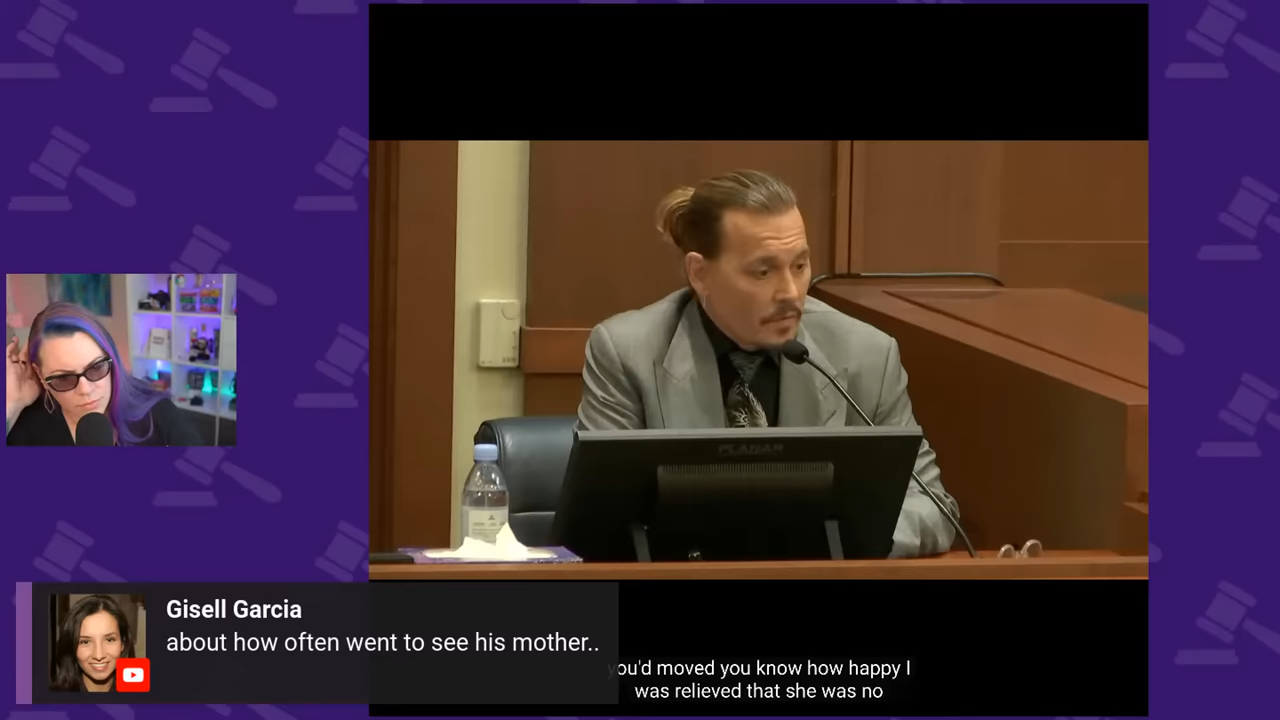 PLANAR
EXIT
Gisell Garcia
about how often went to see his mother..
you'd moved you know how happy I
was relieved that she was no